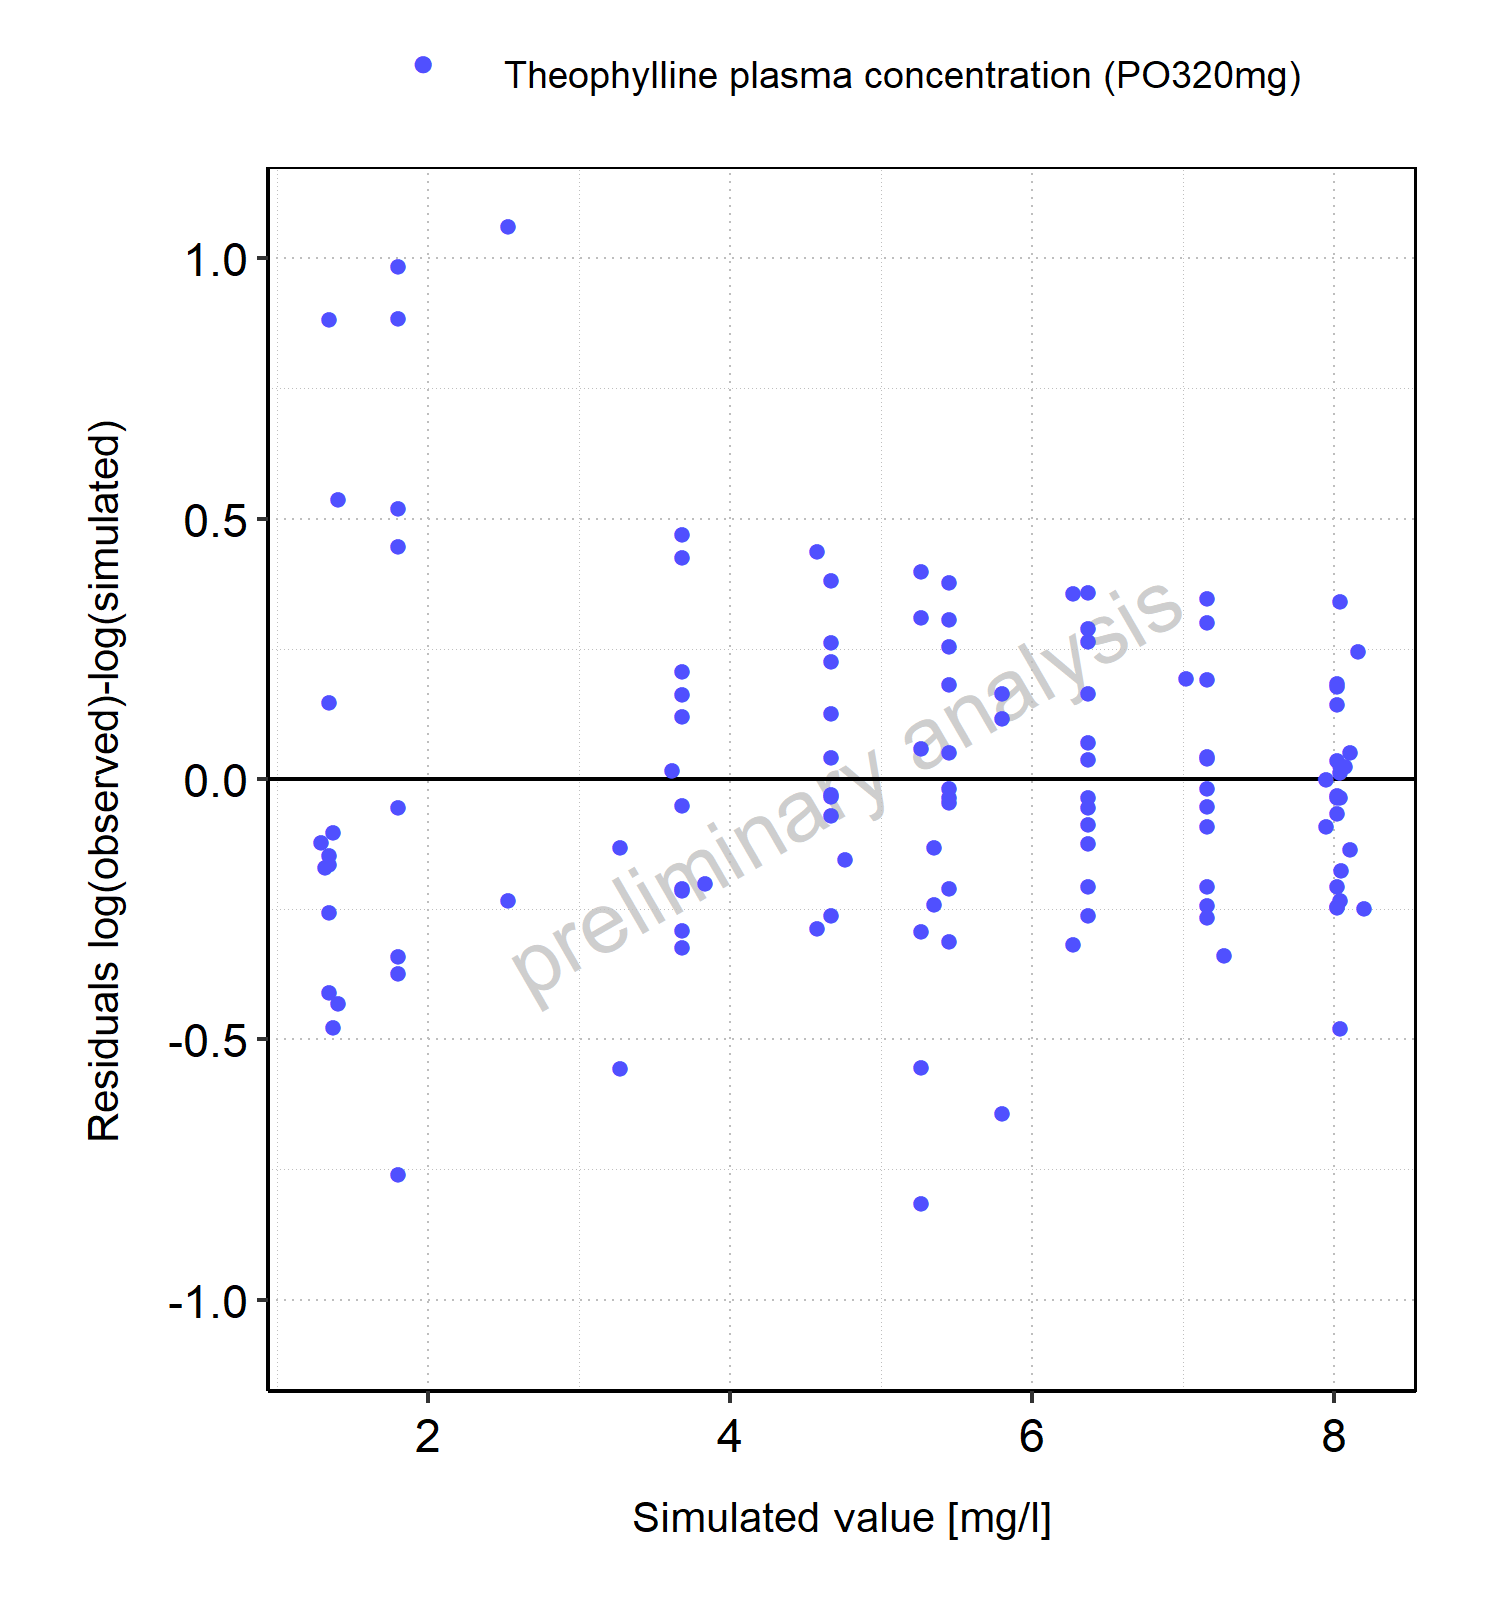 Theophylline plasma concentration (PO320mg)
1.0
0.5
0.0
-0.5
-1.0
Residuals log(observed)-log(simulated)
preliminary analysis
2 4 6 8
Simulated value [mg/l]